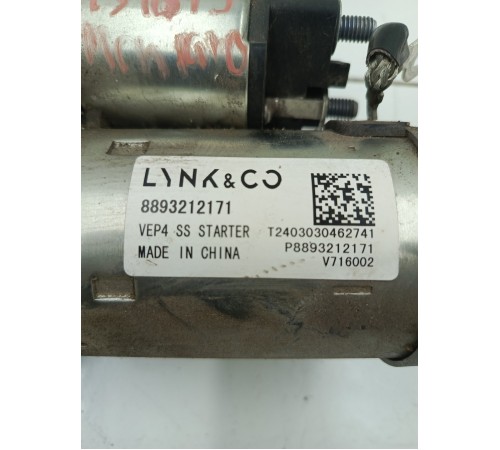 LYNK&CO
8893212171
VEP4 SS STARTER T2403030462741
MADE IN CHINA P8893212171
V716002